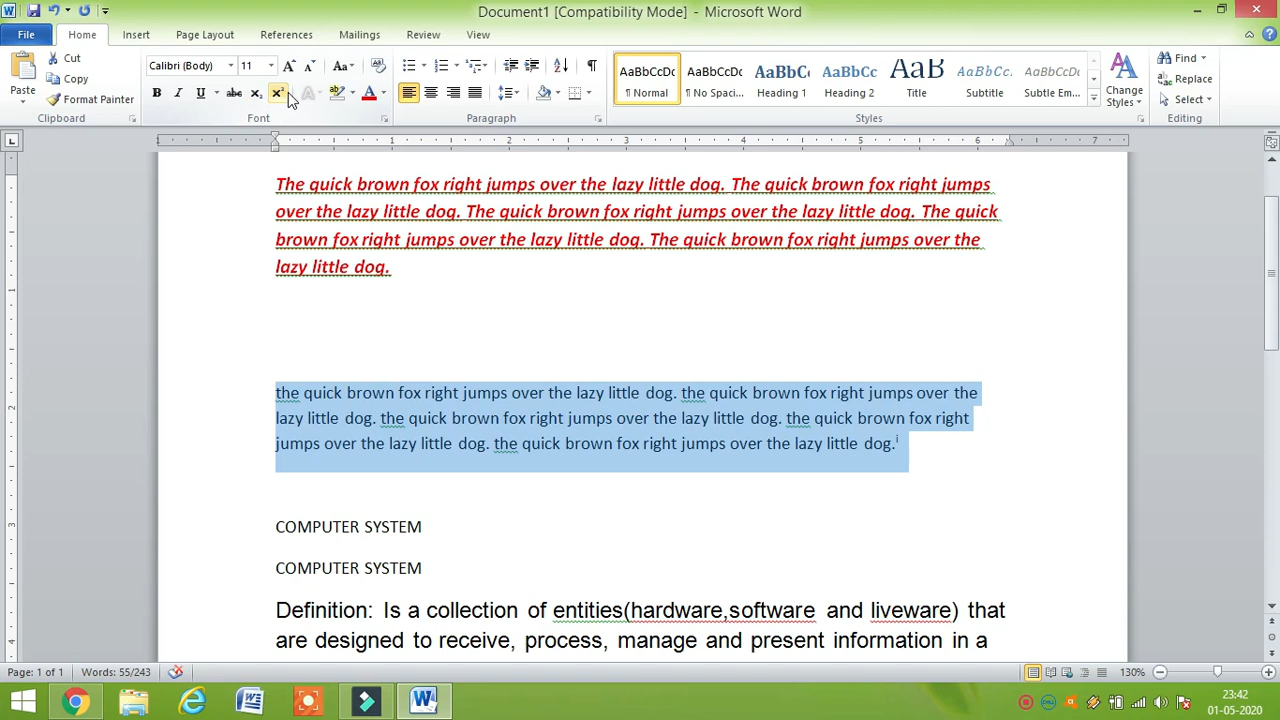 Document1 [Compatibility Mode] - Microsoft Word
File Home Insert Page Layout References Mailings Review View
Paste
Cut
Copy
Format Painter
Clipboard
Calibri (Body) 11
Font
Paragraph
AaBbCcDc AaBbCcDc AaBbCc AaBbCc AaB AaBbCcL AaBbCcDc
¶ Normal ¶ No Spaci... Heading 1 Heading 2 Title Subtitle Subtle Em...
Change Styles
Styles
Find
Replace
Select
Editing
1 1 2 3 4 5 6 7
The quick brown fox right jumps over the lazy little dog. The quick brown fox right jumps
over the lazy little dog. The quick brown fox right jumps over the lazy little dog. The quick
brown fox right jumps over the lazy little dog. The quick brown fox right jumps over the
lazy little dog.
the quick brown fox right jumps over the lazy little dog. the quick brown fox right jumps over the
lazy little dog. the quick brown fox right jumps over the lazy little dog. the quick brown fox right
jumps over the lazy little dog. the quick brown fox right jumps over the lazy little dog.i
COMPUTER SYSTEM
COMPUTER SYSTEM
Definition: Is a collection of entities(hardware,software and liveware) that
are designed to receive, process, manage and present information in a
Page: 1 of 1 Words: 55/243 130%
23:42
01-05-2020